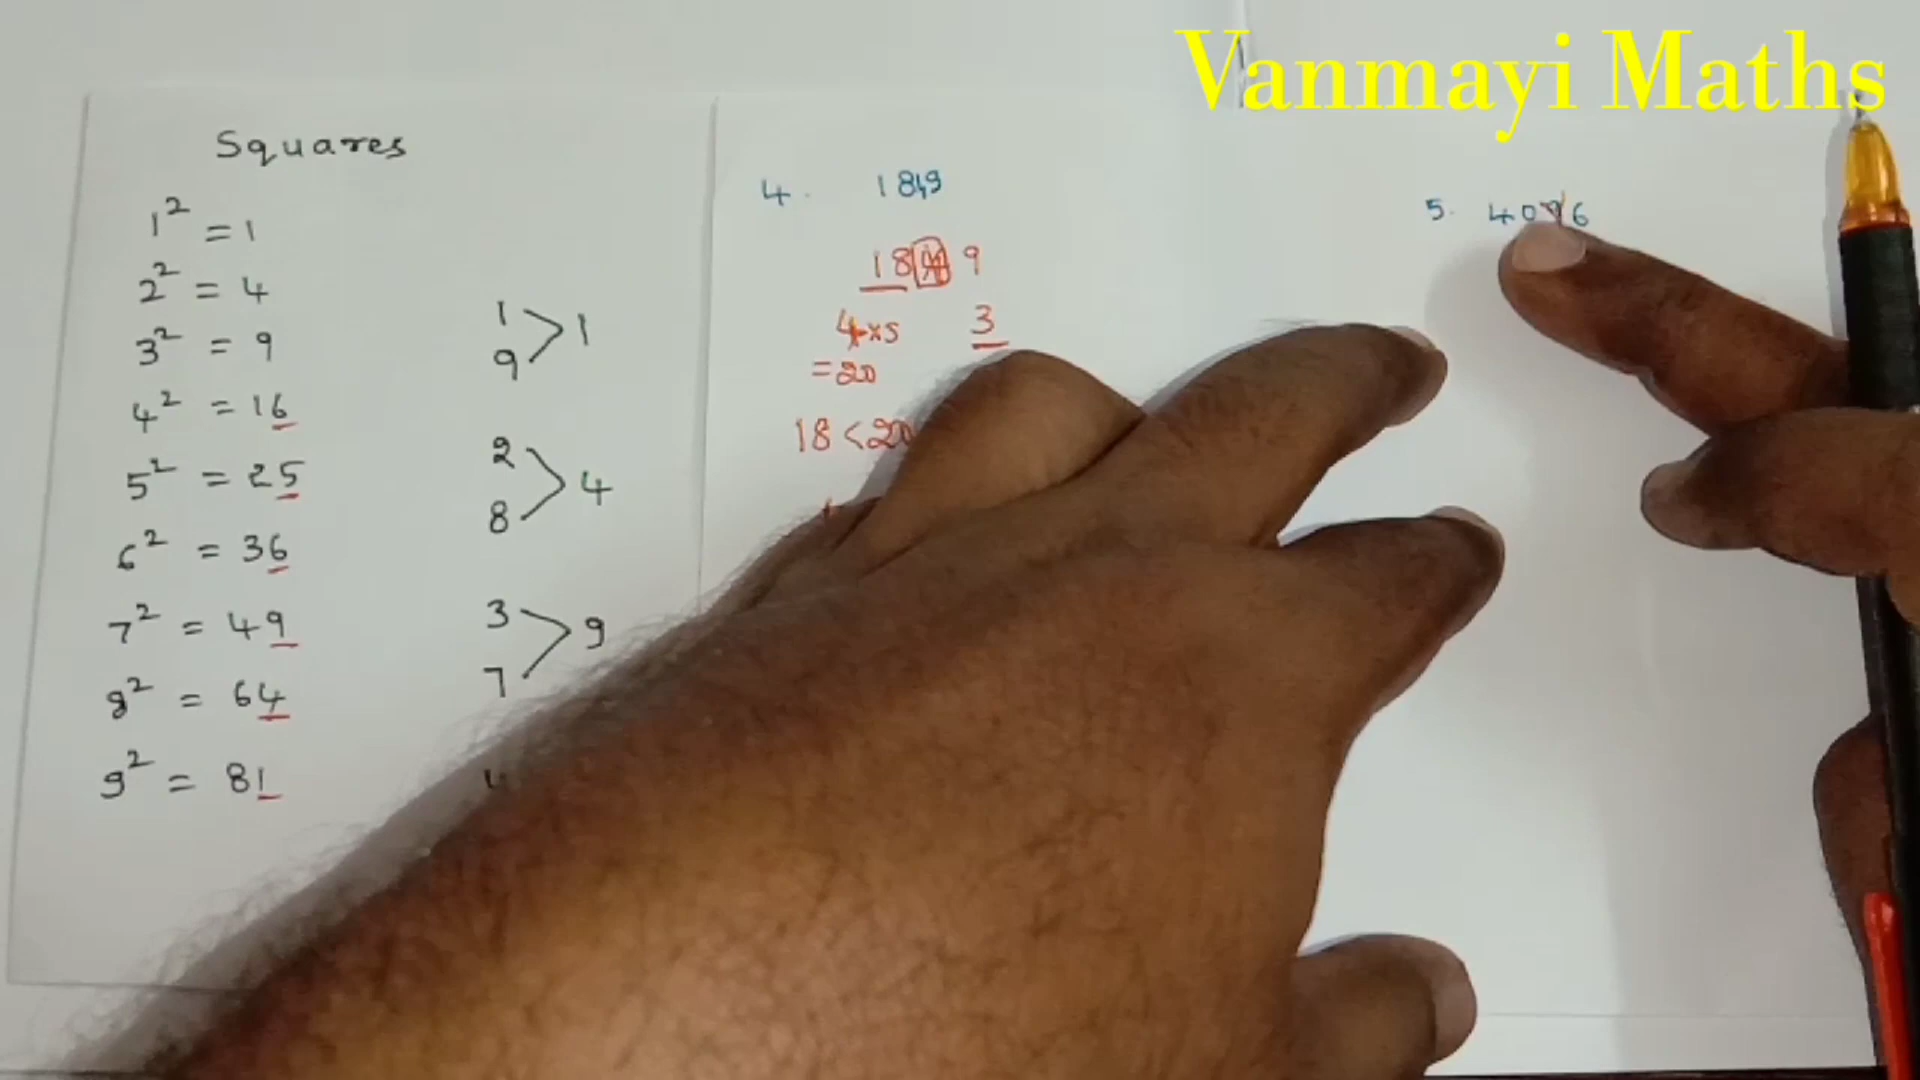 Vanmayi Maths
Squares
1² = 1
2² = 4
3² = 9
4² = 16
5² = 25
6² = 36
7² = 49
8² = 64
9² = 81
1
9 > 1
2
8 > 4
3
7 > 9
4. 1849
18 4 9
4×5 3
= 20
18 < 20
5. 4096